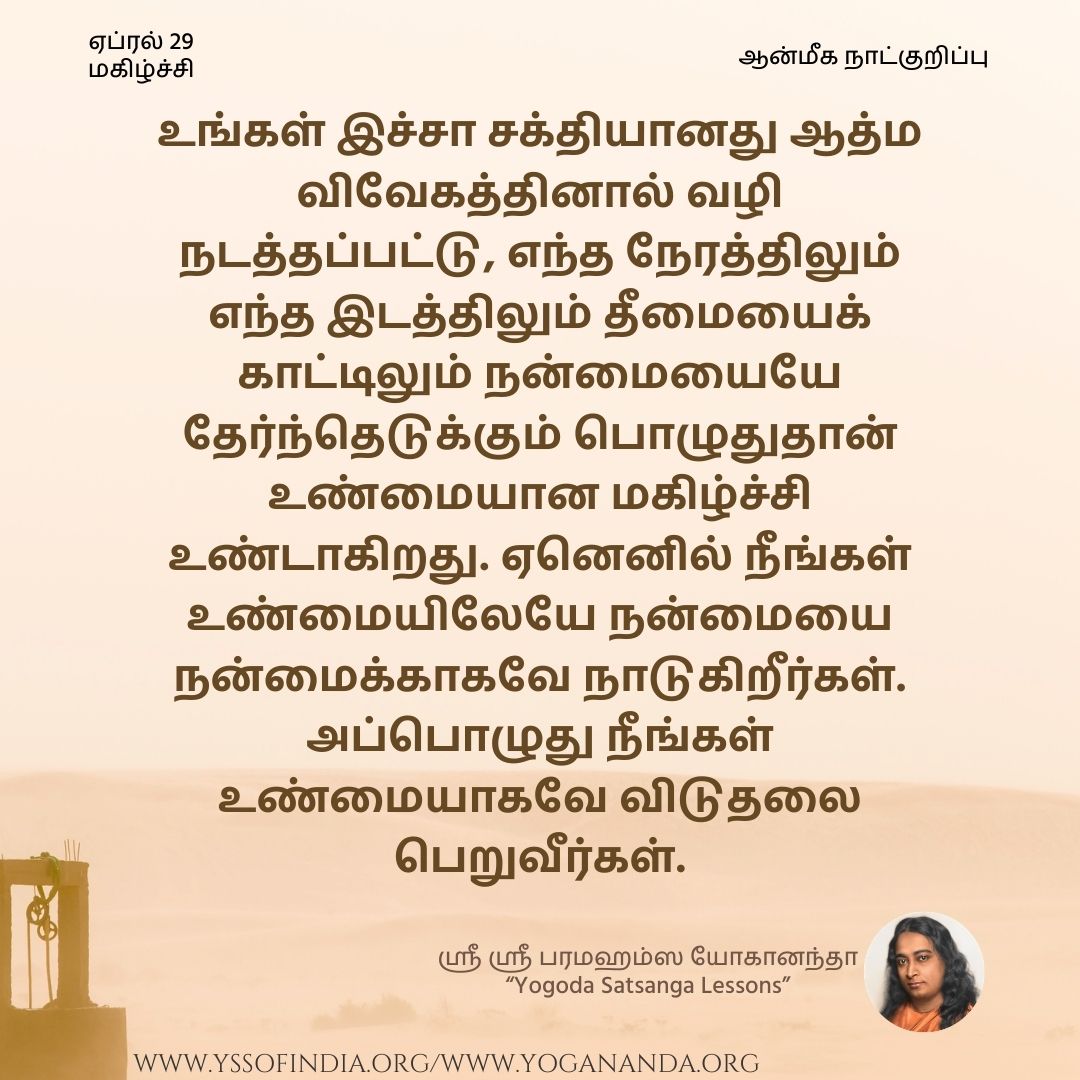 ஏப்ரல் 29
மகிழ்ச்சி
ஆன்மீக நாட்குறிப்பு
உங்கள் இச்சா சக்தியானது ஆத்ம
விவேகத்தினால் வழி
நடத்தப்பட்டு, எந்த நேரத்திலும்
எந்த இடத்திலும் தீமையைக்
காட்டிலும் நன்மையையே
தேர்ந்தெடுக்கும் பொழுதுதான்
உண்மையான மகிழ்ச்சி
உண்டாகிறது. ஏனெனில் நீங்கள்
உண்மையிலேயே நன்மையை
நன்மைக்காகவே நாடுகிறீர்கள்.
அப்பொழுது நீங்கள்
உண்மையாகவே விடுதலை
பெறுவீர்கள்.
ஸ்ரீ ஸ்ரீ பரமஹம்ஸ யோகானந்தா
“Yogoda Satsanga Lessons”
WWW.YSSOFINDIA.ORG/WWW.YOGANANDA.ORG